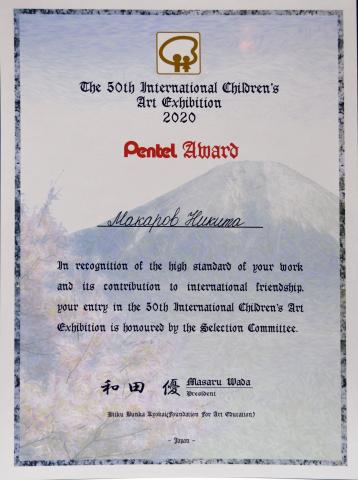 The 50th International Children's
Art Exhibition
2020
Pentel Award
Макаров Никита
In recognition of the high standard of your work
and its contribution to international friendship,
your entry in the 50th International Children's Art
Exhibition is honoured by the Selection Committee.
和田 優 Masaru Wada
President
Biiku Bunka Kyokai(Foundation For Art Education)
- Japan -